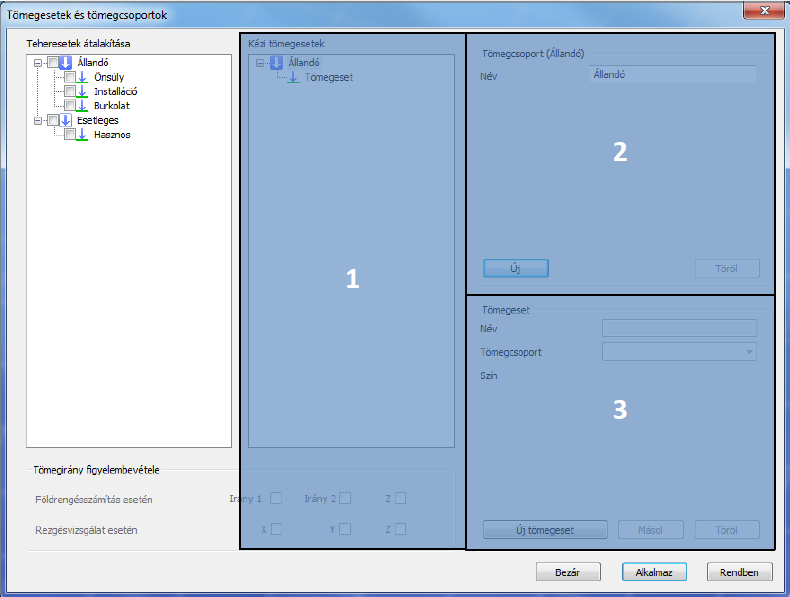 Tömegesetek és tömegcsoportok
Teheresetek átalakítása
Állandó
Önsúly
Installáció
Burkolat
Esetleges
Hasznos
Kézi tömegesetek
Állandó
Tömegeset
1
Tömegcsoport (Állandó)
Név
Állandó
2
Új
Töröl
Tömegeset
Név
Tömegcsoport
Szín
3
Új tömegeset
Másol
Töröl
Tömegirány figyelembevétele
Földrengésszámítás esetén
Irány 1
Irány 2
Z
Rezgésvizsgálat esetén
X
Y
Z
Bezár
Alkalmaz
Rendben